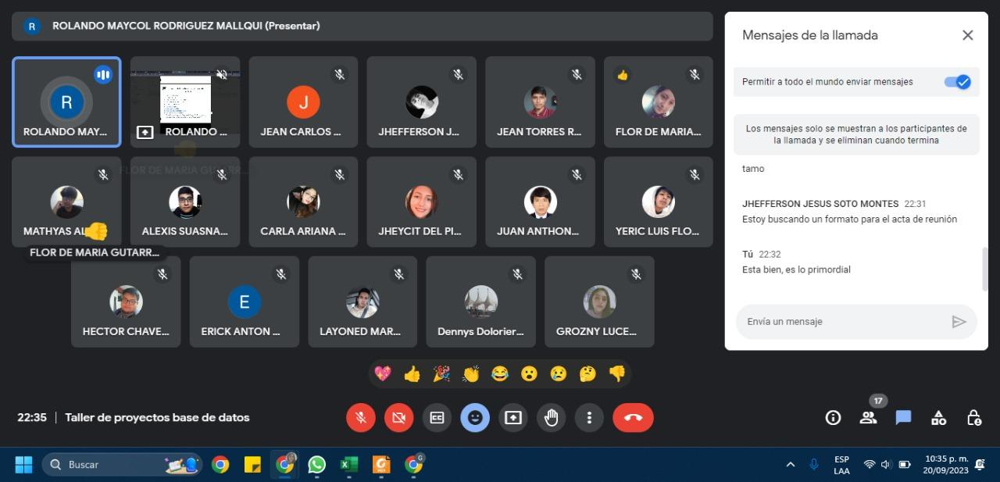 R ROLANDO MAYCOL RODRIGUEZ MALLQUI (Presentar)
R
J
ROLANDO MAY...
ROLANDO ...
JEAN CARLOS ...
JHEFFERSON J...
JEAN TORRES R...
FLOR DE MARIA...
FLOR DE MARIA GUTARR...
MATHYAS AL
ALEXIS SUASNA...
CARLA ARIANA ...
JHEYCIT DEL PI...
JUAN ANTHON...
YERIC LUIS FLO...
FLOR DE MARIA GUTARR...
E
HECTOR CHAVE...
ERICK ANTON ...
LAYONED MAR...
Dennys Dolorier...
GROZNY LUCE...
Mensajes de la llamada
Permitir a todo el mundo enviar mensajes
Los mensajes solo se muestran a los participantes de
la llamada y se eliminan cuando termina
tamo
JHEFFERSON JESUS SOTO MONTES 22:31
Estoy buscando un formato para el acta de reunión
Tú 22:32
Esta bien, es lo primordial
Envía un mensaje
22:35 | Taller de proyectos base de datos
CC
17
Buscar
G
ESP
LAA
10:35 p. m.
20/09/2023